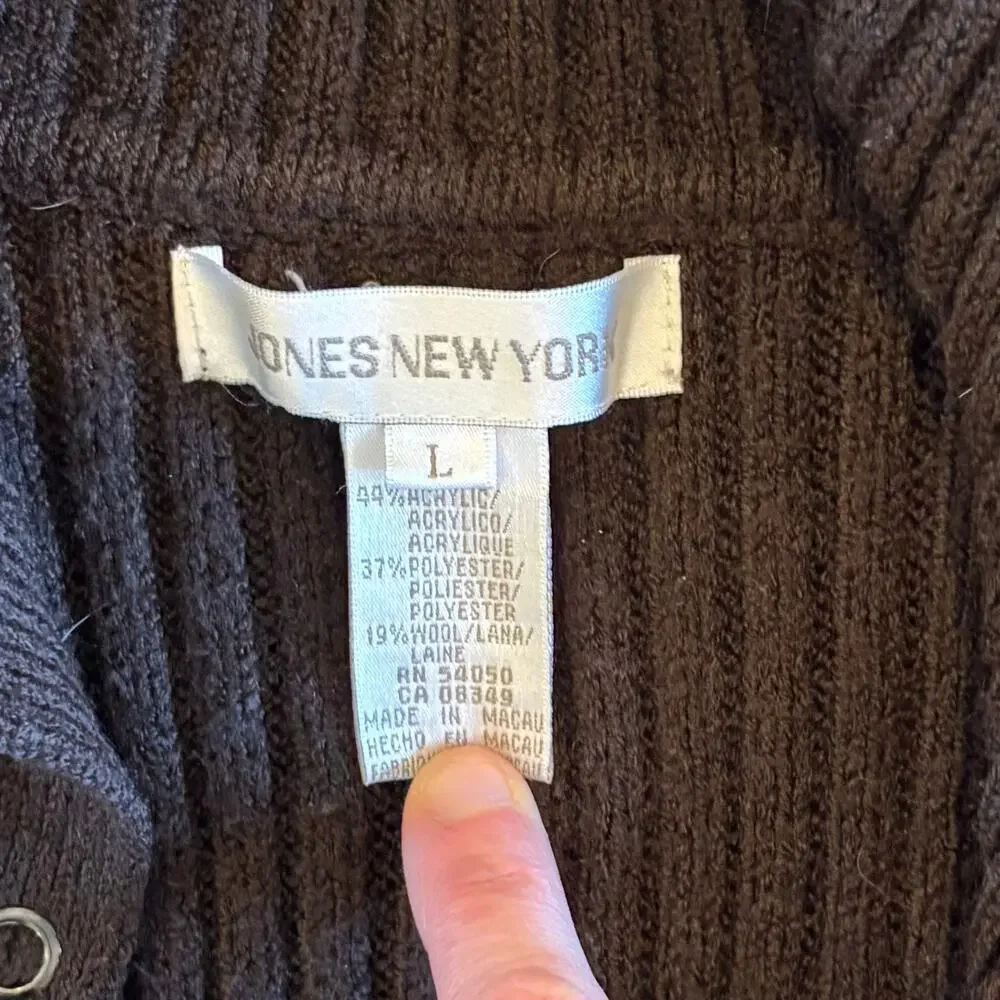 JONES NEW YORK
L
44% ACRYLIC/
ACRYLICO/
ACRYLIQUE
37% POLYESTER/
POLIESTER/
POLYESTER
19% WOOL/LANA/
LAINE
RN 54050
CA 08349
MADE IN MACAU
HECHO EN MACAU